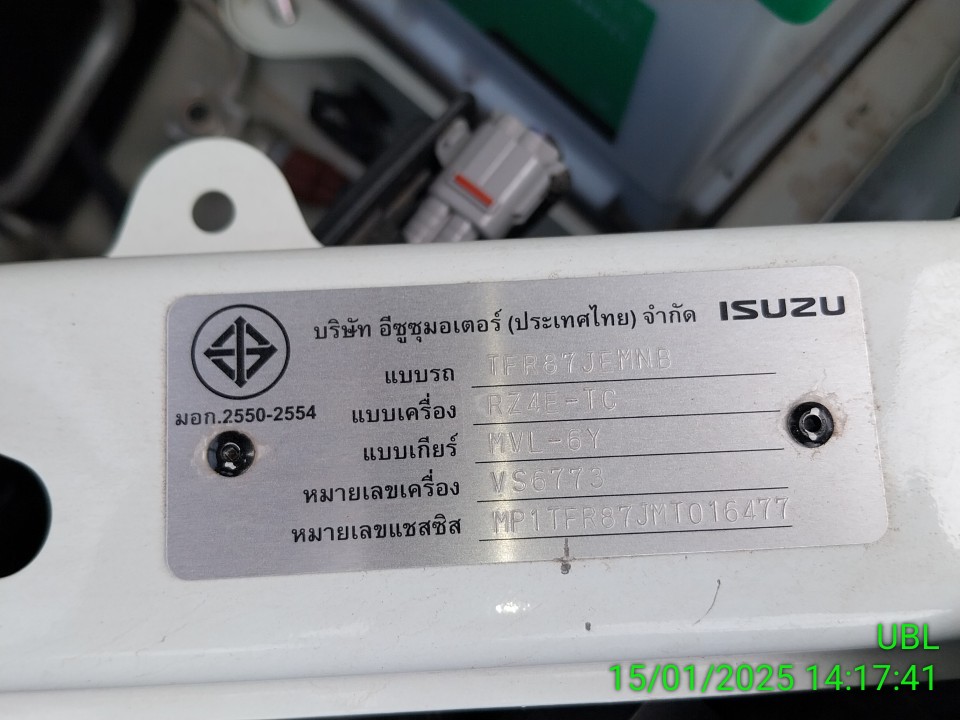 บริษัท อีซูซุมอเตอร์ (ประเทศไทย) จำกัด ISUZU
มอก.2550-2554
แบบรถ TFR87JEMNB
แบบเครื่อง RZ4E-TC
แบบเกียร์ MVL-6Y
หมายเลขเครื่อง VS6773
หมายเลขแชสซิส MP1TFR87JMT016477
UBL
15/01/2025 14:17:41